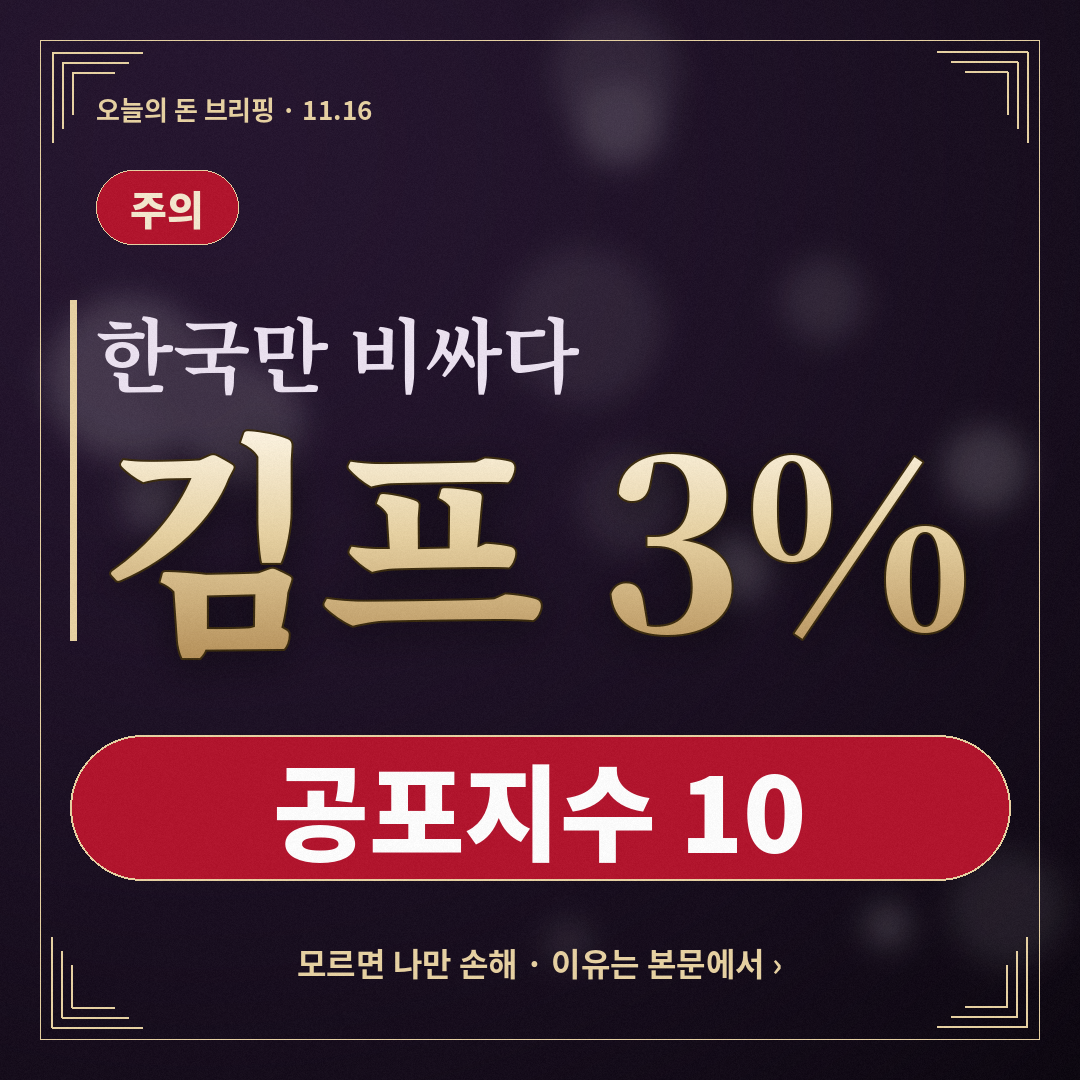 오늘의 돈 브리핑 · 11.16
주의
한국만 비싸다
김프 3%
공포지수 10
모르면 나만 손해 · 이유는 본문에서 ›